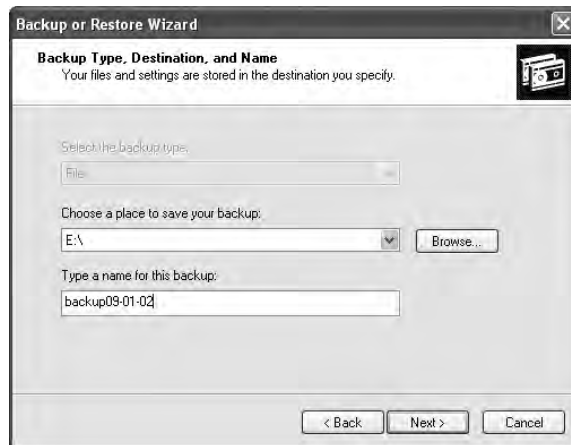 Backup or Restore Wizard
Backup Type, Destination, and Name
Your files and settings are stored in the destination you specify.
Select the backup type:
File
Choose a place to save your backup:
E:\
Browse...
Type a name for this backup:
backup09-01-02
< Back
Next >
Cancel